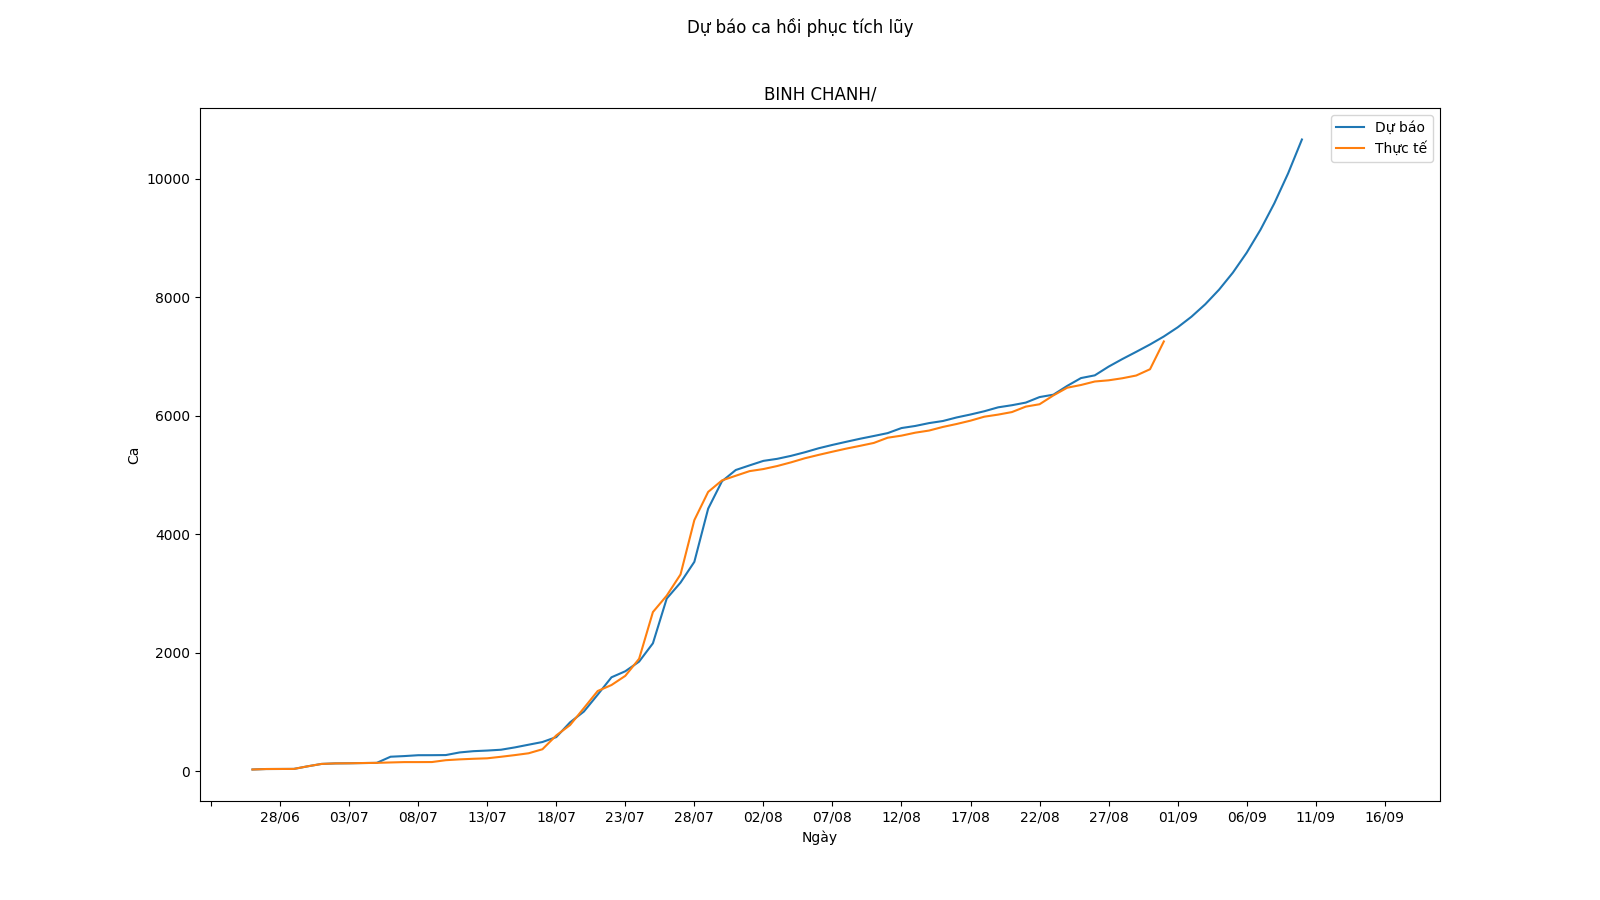 Dự báo ca hồi phục tích lũy
BINH CHANH/
Dự báo
Thực tế
10000
8000
6000
4000
2000
0
Ca
28/06 03/07 08/07 13/07 18/07 23/07 28/07 02/08 07/08 12/08 17/08 22/08 27/08 01/09 06/09 11/09 16/09
Ngày